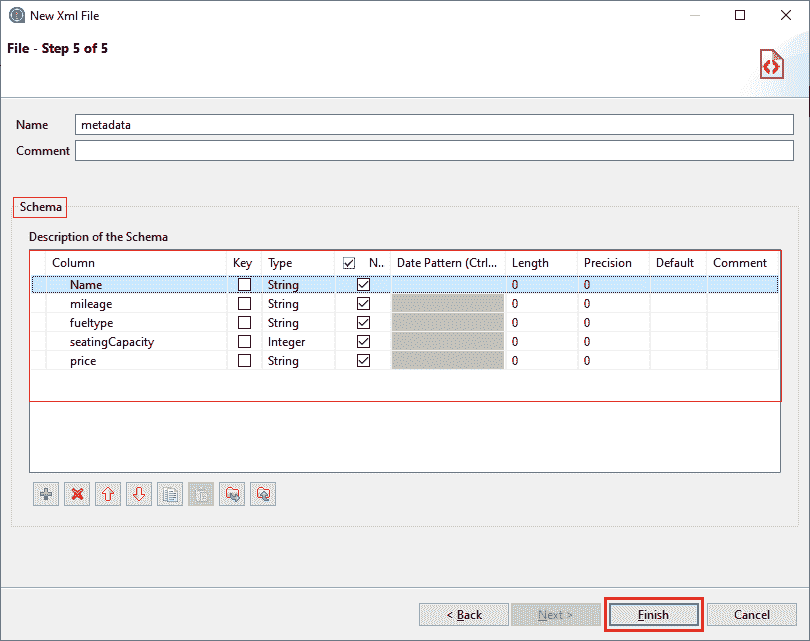 New Xml File
File - Step 5 of 5
Name metadata
Comment
Schema
Description of the Schema
Column Key Type N.. Date Pattern (Ctrl... Length Precision Default Comment
Name String 0 0
mileage String 0 0
fueltype String 0 0
seatingCapacity Integer 0 0
price String 0 0
< Back Next > Finish Cancel